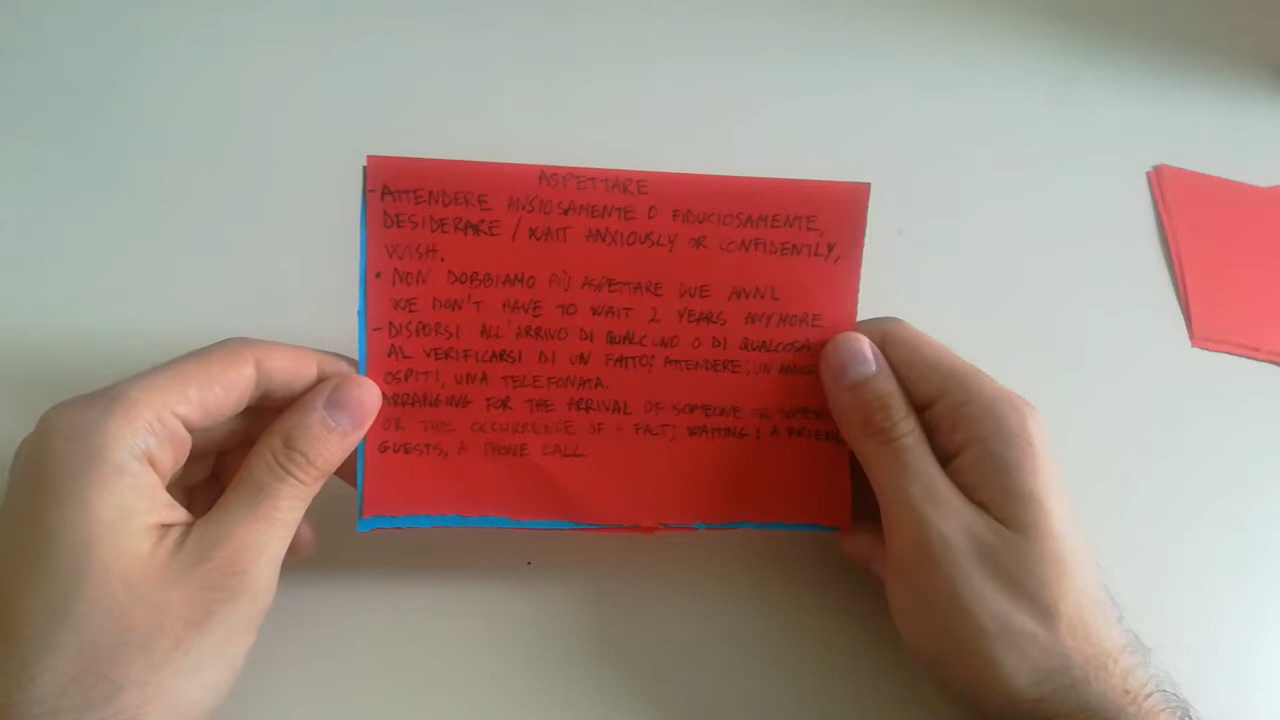 ASPETTARE
- ATTENDERE ANSIOSAMENTE O FIDUCIOSAMENTE,
DESIDERARE / WAIT ANXIOUSLY OR CONFIDENTLY,
WISH.
• NON DOBBIAMO PIÙ ASPETTARE DUE ANNI.
WE DON'T HAVE TO WAIT 2 YEARS ANYMORE
- DISPORSI ALL'ARRIVO DI QUALCUNO O DI QUALCOSA
AL VERIFICARSI DI UN FATTO; ATTENDERE; UN
OSPITI, UNA TELEFONATA.
ARRANGING FOR THE ARRIVAL OF SOMEONE OR
OR THE OCCURRENCE OF A FACT; WAITING: A FRIEND
GUESTS, A PHONE CALL